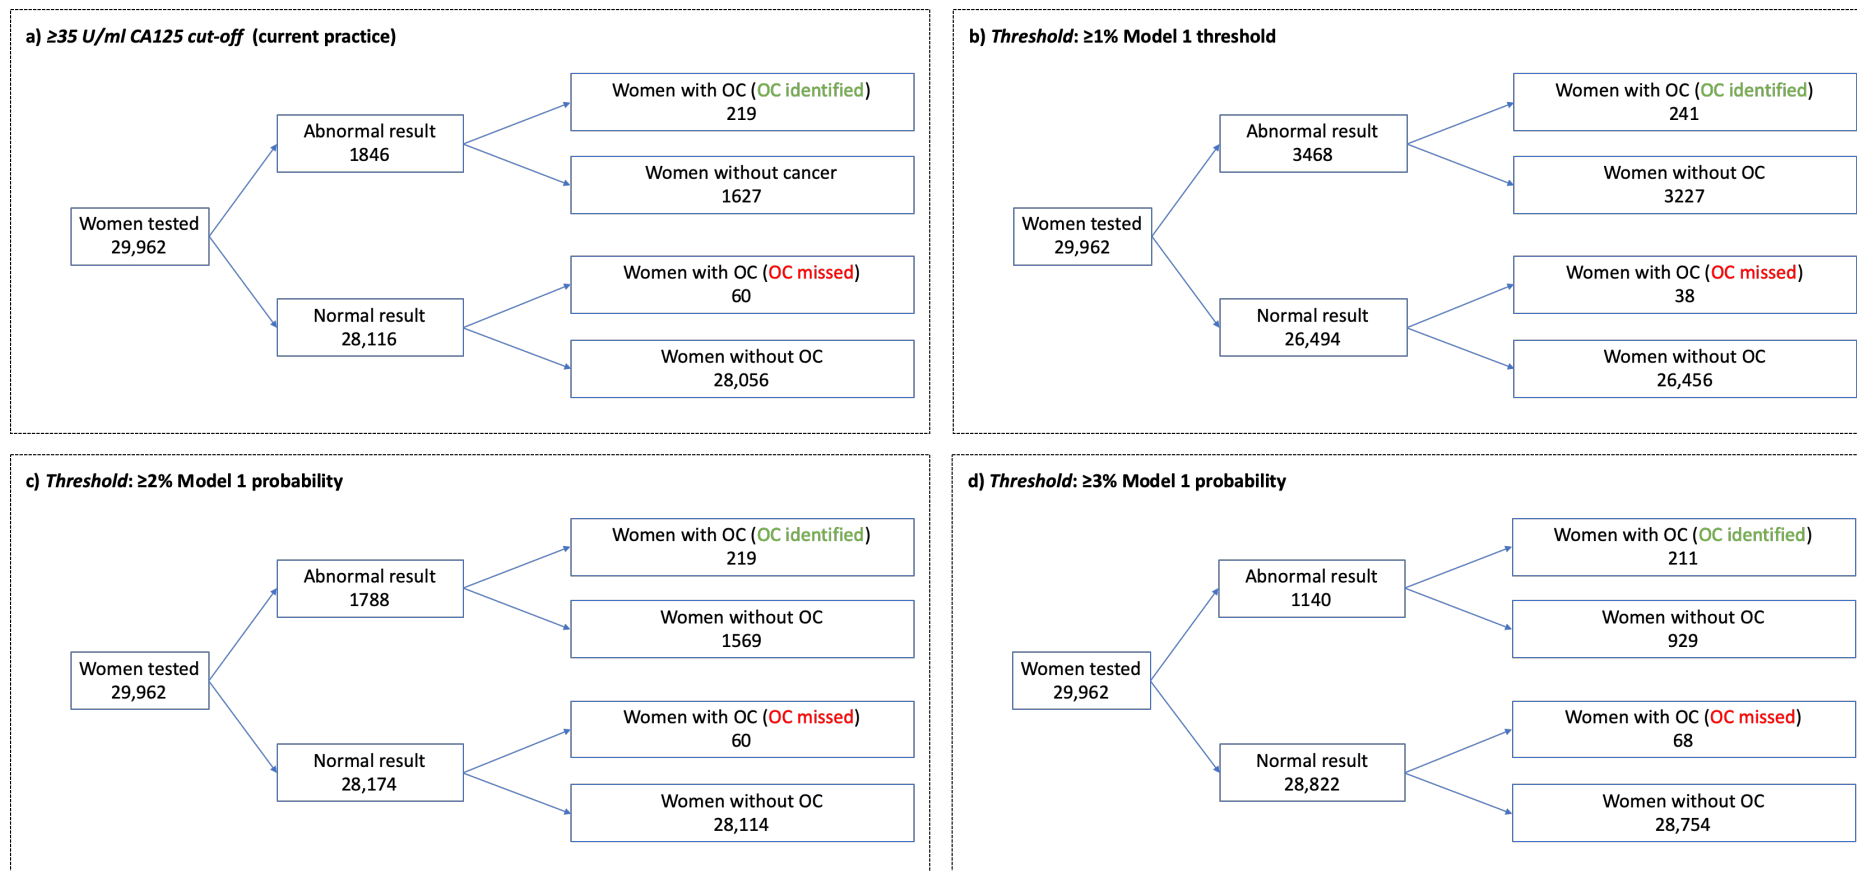 a) ≥35 U/ml CA125 cut-off (current practice)
Women tested
29,962
Abnormal result
1846
Normal result
28,116
Women with OC (OC identified)
219
Women without cancer
1627
Women with OC (OC missed)
60
Women without OC
28,056
b) Threshold: ≥1% Model 1 threshold
Women tested
29,962
Abnormal result
3468
Normal result
26,494
Women with OC (OC identified)
241
Women without OC
3227
Women with OC (OC missed)
38
Women without OC
26,456
c) Threshold: ≥2% Model 1 probability
Women tested
29,962
Abnormal result
1788
Normal result
28,174
Women with OC (OC identified)
219
Women without OC
1569
Women with OC (OC missed)
60
Women without OC
28,114
d) Threshold: ≥3% Model 1 probability
Women tested
29,962
Abnormal result
1140
Normal result
28,822
Women with OC (OC identified)
211
Women without OC
929
Women with OC (OC missed)
68
Women without OC
28,754